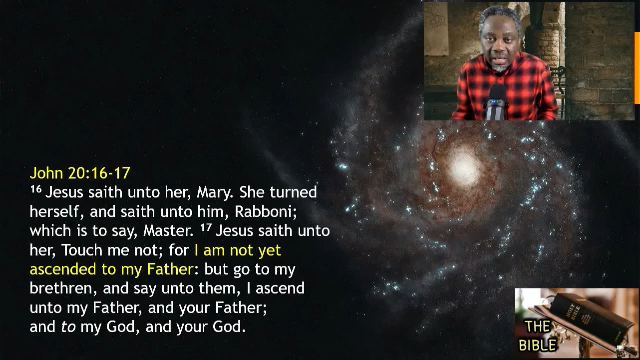 John 20:16-17
16 Jesus saith unto her, Mary. She turned
herself, and saith unto him, Rabboni;
which is to say, Master. 17 Jesus saith unto
her, Touch me not; for I am not yet
ascended to my Father: but go to my
brethren, and say unto them, I ascend
unto my Father, and your Father;
and to my God, and your God.
THE
BIBLE
HOLY BIBLE